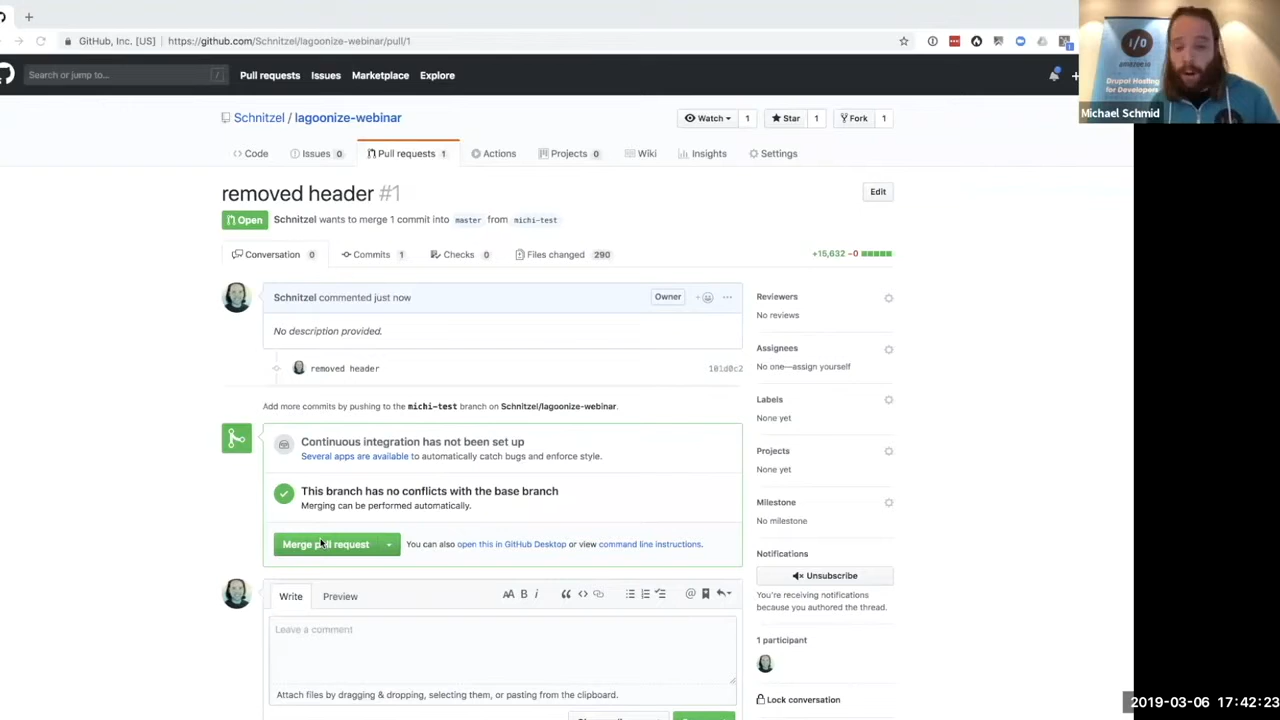 GitHub, Inc. [US] https://github.com/Schnitzel/lagoonize-webinar/pull/1
Search or jump to... / Pull requests Issues Marketplace Explore
I/O
amazee.io
Drupal Hosting
for Developers
Michael Schmid
Schnitzel / lagoonize-webinar Watch 1 Star 1 Fork 1
Code Issues 0 Pull requests 1 Actions Projects 0 Wiki Insights Settings
removed header #1 Edit
Open Schnitzel wants to merge 1 commit into master from michi-test
Conversation 0 Commits 1 Checks 0 Files changed 290 +15,632 −0
Schnitzel commented just now Owner
No description provided.
removed header 101d0c2
Add more commits by pushing to the michi-test branch on Schnitzel/lagoonize-webinar.
Continuous integration has not been set up
Several apps are available to automatically catch bugs and enforce style.
This branch has no conflicts with the base branch
Merging can be performed automatically.
Merge pull request You can also open this in GitHub Desktop or view command line instructions.
Write Preview AA B i
Leave a comment
Attach files by dragging & dropping, selecting them, or pasting from the clipboard.
Reviewers
No reviews
Assignees
No one—assign yourself
Labels
None yet
Projects
None yet
Milestone
No milestone
Notifications
Unsubscribe
You're receiving notifications
because you authored the thread.
1 participant
Lock conversation
2019-03-06 17:42:23